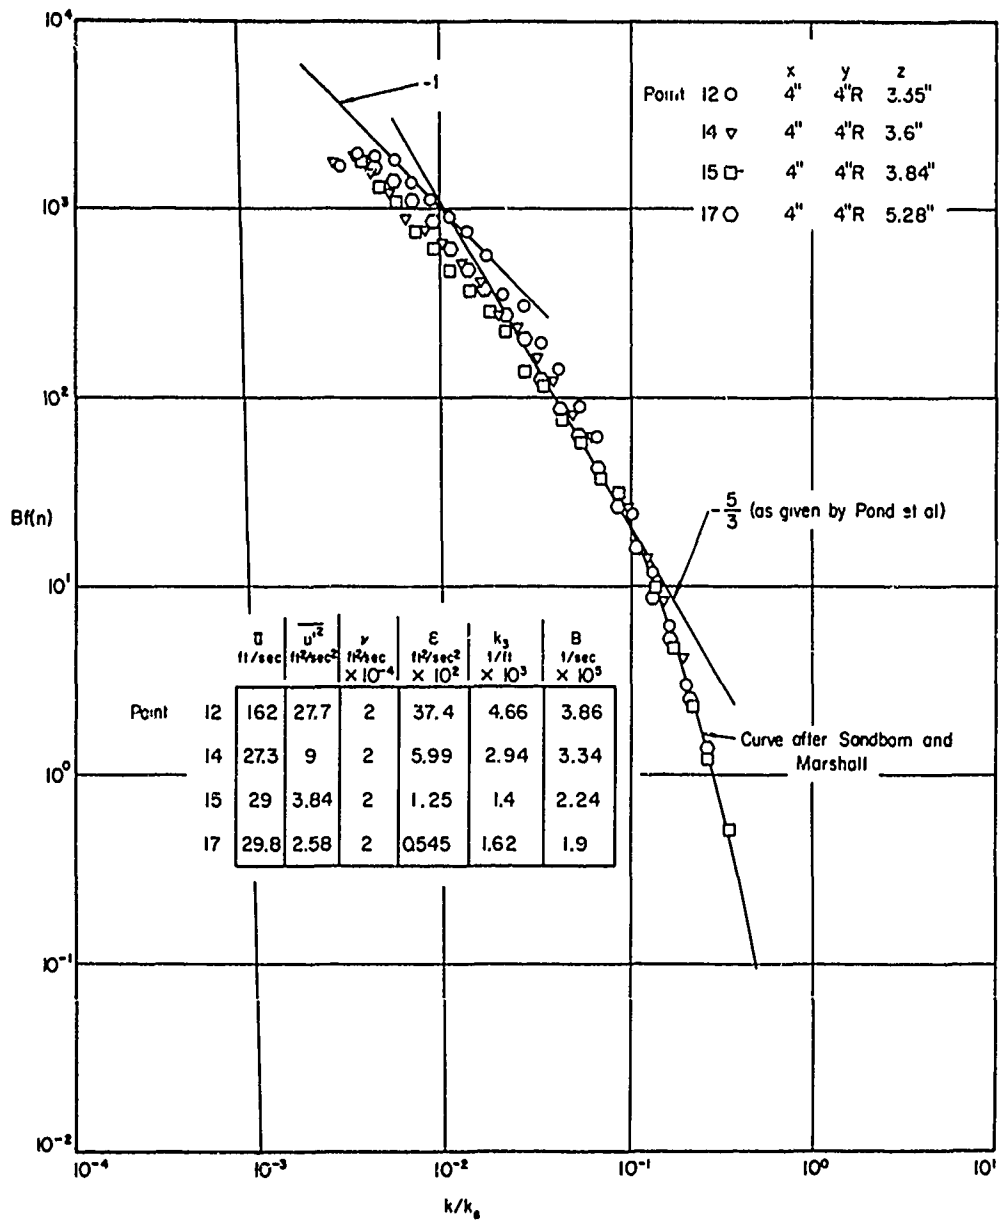 10⁴
-1
x y z
Point 12 4" 4"R 3.35"
14 4" 4"R 3.6"
15 4" 4"R 3.84"
17 4" 4"R 5.28"
10³
10²
Bf(n)
-5/3 (as given by Pond et al)
10¹
u̅ u'² ν ε k₃ B
ft/sec ft²/sec² ft²/sec ft²/sec² 1/ft 1/sec
× 10⁻⁴ × 10² × 10³ × 10⁵
Point 12 162 27.7 2 37.4 4.66 3.86
14 27.3 9 2 5.99 2.94 3.34
15 29 3.84 2 1.25 1.4 2.24
17 29.8 2.58 2 0.545 1.62 1.9
Curve after Sandborn and
Marshall
10⁰
10⁻¹
10⁻²
10⁻⁴ 10⁻³ 10⁻² 10⁻¹ 10⁰ 10¹
k/kₛ